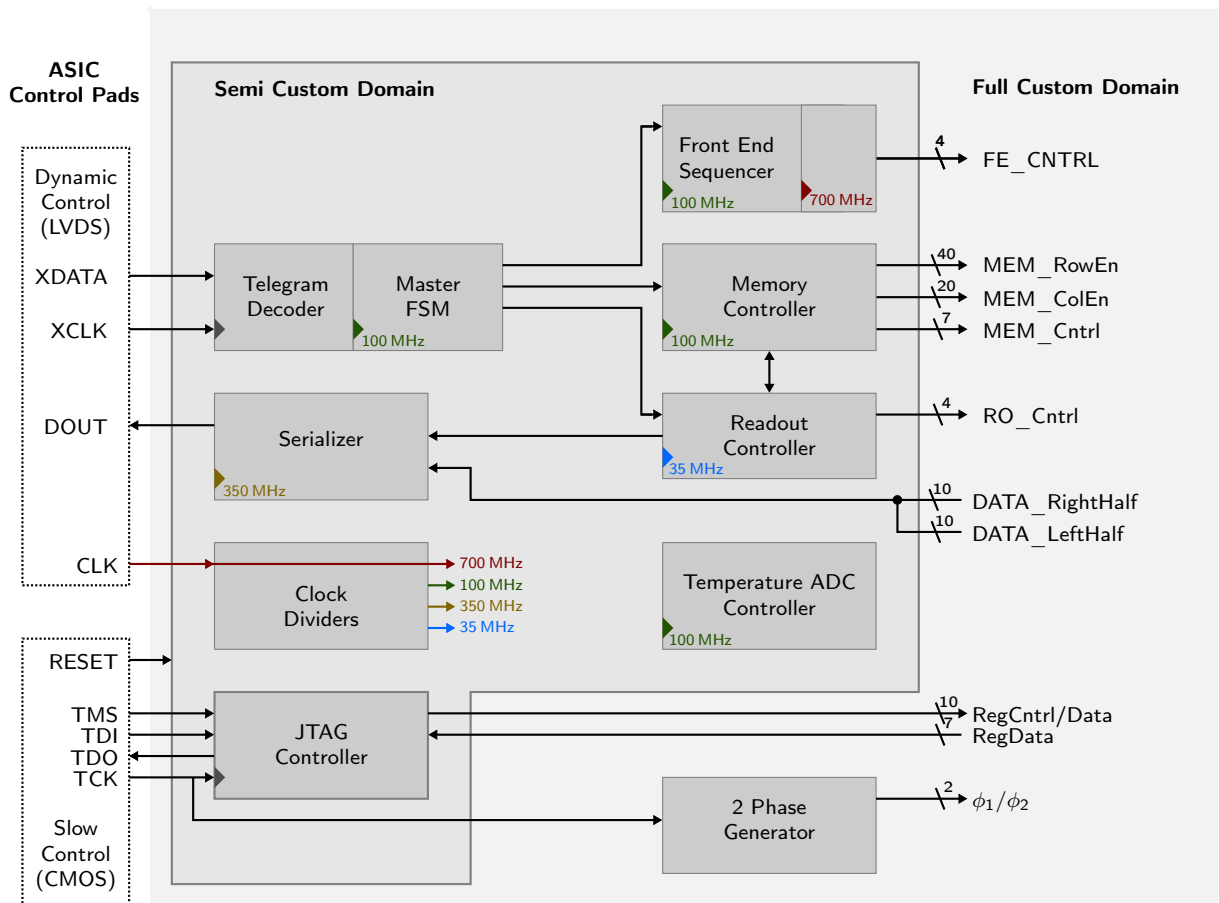 ASIC
Control Pads
Semi Custom Domain
Full Custom Domain
Dynamic
Control
(LVDS)
XDATA
XCLK
DOUT
CLK
Front End
Sequencer
100 MHz
700 MHz
4
FE_CNTRL
Telegram
Decoder
Master
FSM
100 MHz
Memory
Controller
100 MHz
40
MEM_RowEn
20
MEM_ColEn
7
MEM_Cntrl
Serializer
350 MHz
Readout
Controller
35 MHz
4
RO_Cntrl
10
DATA_RightHalf
10
DATA_LeftHalf
Clock
Dividers
700 MHz
100 MHz
350 MHz
35 MHz
Temperature ADC
Controller
100 MHz
RESET
TMS
TDI
TDO
TCK
Slow
Control
(CMOS)
JTAG
Controller
10
RegCntrl/Data
7
RegData
2 Phase
Generator
2
ϕ₁/ϕ₂